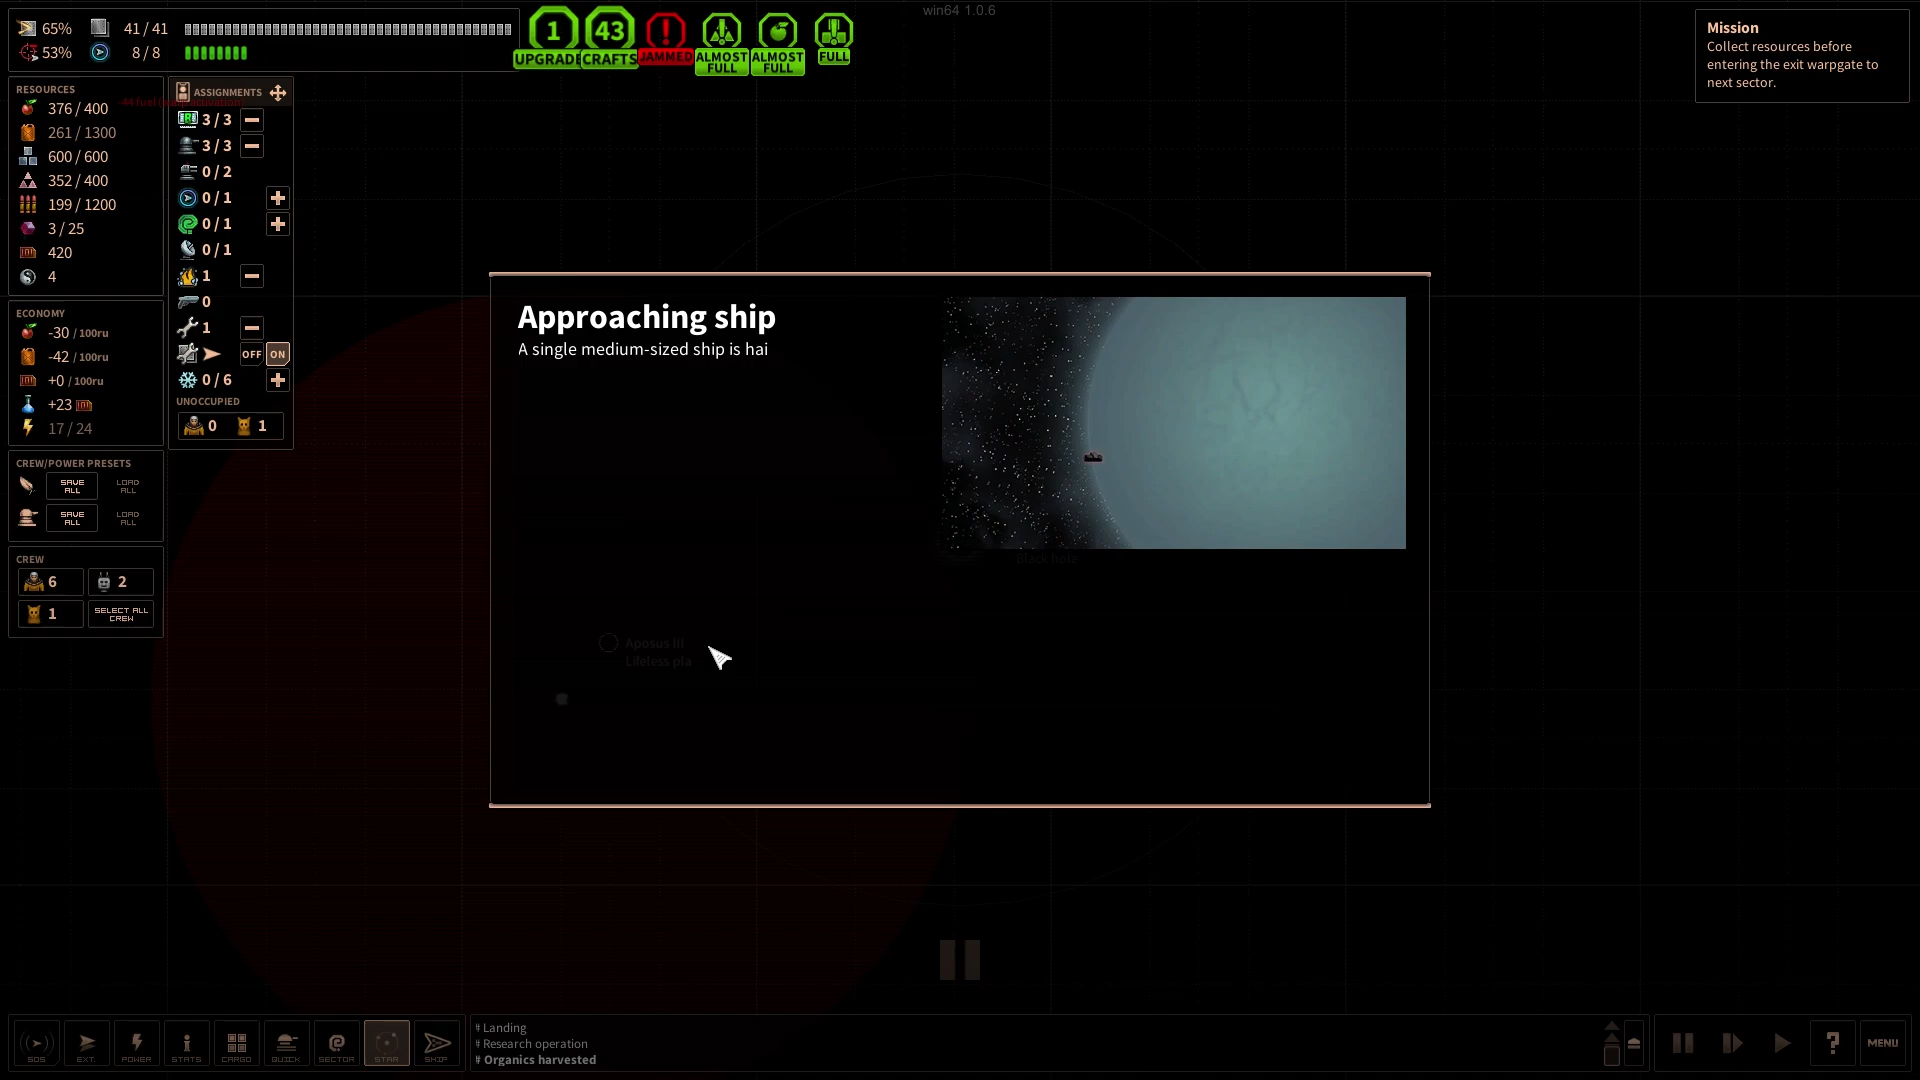 win64 1.0.6
65%
41 / 41
53%
8 / 8
1
UPGRADE
43
CRAFTS
JAMMED
ALMOST
FULL
ALMOST
FULL
FULL
Mission
Collect resources before
entering the exit warpgate to
next sector.
RESOURCES
376 / 400
261 / 1300
600 / 600
352 / 400
199 / 1200
3 / 25
420
4
ASSIGNMENTS
3 / 3
3 / 3
0 / 2
0 / 1
0 / 1
0 / 1
1
0
1
OFF
ON
0 / 6
UNOCCUPIED
0
1
ECONOMY
-30 / 100ru
-42 / 100ru
+0 / 100ru
+23
17 / 24
CREW/POWER PRESETS
SAVE
ALL
LOAD
ALL
SAVE
ALL
LOAD
ALL
CREW
6
2
1
SELECT ALL
CREW
Approaching ship
A single medium-sized ship is hai
Black hole
Aposus III
Lifeless pla
SOS
EXT.
POWER
STATS
CARGO
QUICK
SECTOR
STAR
SHIP
Landing
Research operation
Organics harvested
?
MENU